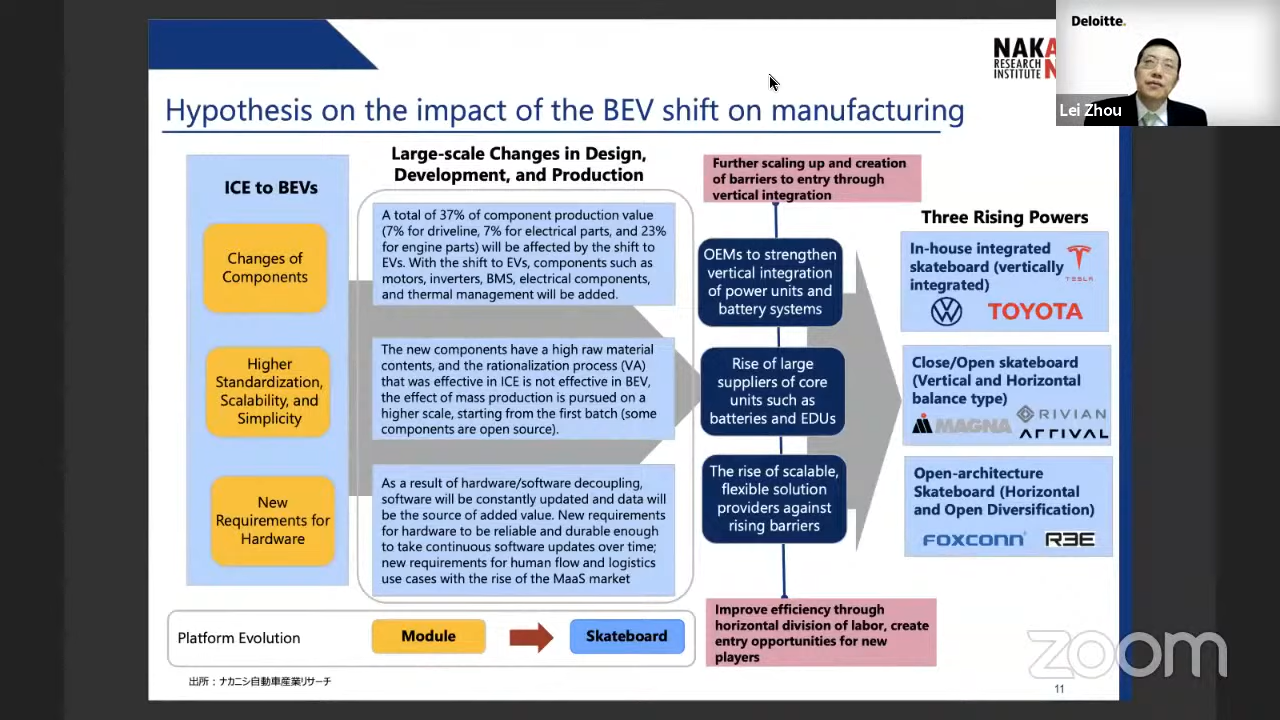 Deloitte.
NAK
RESEARCH
INSTITUTE
Lei Zhou
Hypothesis on the impact of the BEV shift on manufacturing
ICE to BEVs
Changes of
Components
Higher
Standardization,
Scalability, and
Simplicity
New
Requirements for
Hardware
Large-scale Changes in Design,
Development, and Production
A total of 37% of component production value
(7% for driveline, 7% for electrical parts, and 23%
for engine parts) will be affected by the shift to
EVs. With the shift to EVs, components such as
motors, inverters, BMS, electrical components,
and thermal management will be added.
The new components have a high raw material
contents, and the rationalization process (VA)
that was effective in ICE is not effective in BEV,
the effect of mass production is pursued on a
higher scale, starting from the first batch (some
components are open source).
As a result of hardware/software decoupling,
software will be constantly updated and data will
be the source of added value. New requirements
for hardware to be reliable and durable enough
to take continuous software updates over time;
new requirements for human flow and logistics
use cases with the rise of the MaaS market
Further scaling up and creation
of barriers to entry through
vertical integration
OEMs to strengthen
vertical integration
of power units and
battery systems
Rise of large
suppliers of core
units such as
batteries and EDUs
The rise of scalable,
flexible solution
providers against
rising barriers
Improve efficiency through
horizontal division of labor, create
entry opportunities for new
players
Three Rising Powers
In-house integrated
skateboard (vertically
integrated)
TESLA
TOYOTA
Close/Open skateboard
(Vertical and Horizontal
balance type)
MAGNA
RIVIAN
ARRIVAL
Open-architecture
Skateboard (Horizontal
and Open Diversification)
FOXCONN
REE
Platform Evolution
Module
Skateboard
出所：ナカニシ自動車産業リサーチ
11
zoom